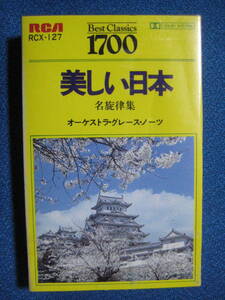 RCA
RCX-127
Best Classics
1700
美しい日本
名旋律集
オーケストラ・グレース・ノーツ